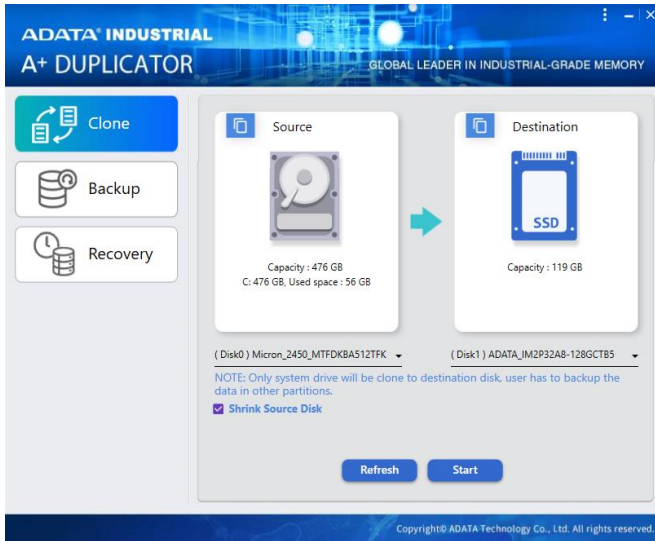 ADATA® INDUSTRIAL
A+ DUPLICATOR
GLOBAL LEADER IN INDUSTRIAL-GRADE MEMORY
Clone
Backup
Recovery
Source
Capacity : 476 GB
C: 476 GB, Used space : 56 GB
( Disk0 ) Micron_2450_MTFDKBA512TFK
Destination
SSD
Capacity : 119 GB
( Disk1 ) ADATA_IM2P32A8-128GCTB5
NOTE: Only system drive will be clone to destination disk, user has to backup the
data in other partitions.
Shrink Source Disk
Refresh
Start
Copyright© ADATA Technology Co., Ltd. All rights reserved.